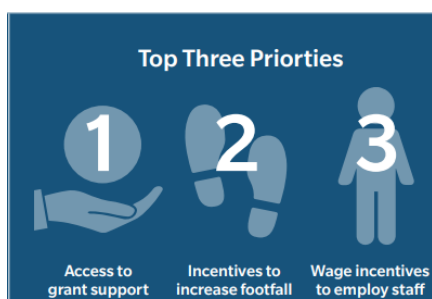 Top Three Priorties
1 2 3
Access to Incentives to Wage incentives
grant support increase footfall to employ staff